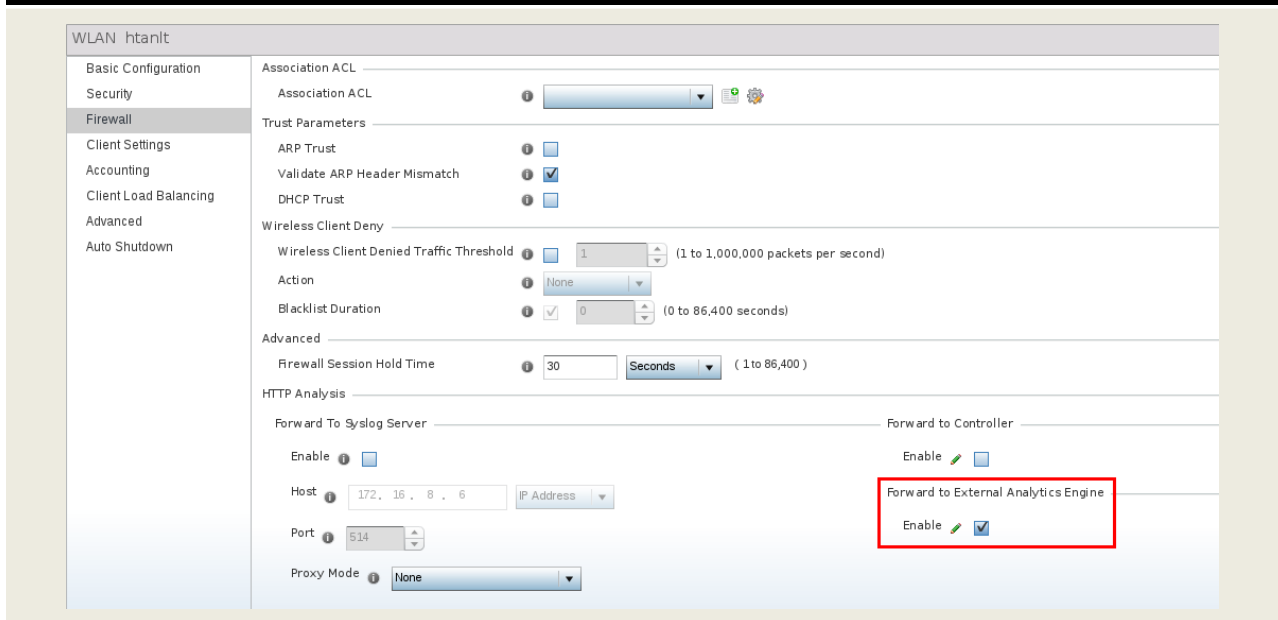 WLAN htanlt
Basic Configuration
Security
Firewall
Client Settings
Accounting
Client Load Balancing
Advanced
Auto Shutdown
Association ACL
Association ACL
Trust Parameters
ARP Trust
Validate ARP Header Mismatch
DHCP Trust
Wireless Client Deny
Wireless Client Denied Traffic Threshold 1 (1 to 1,000,000 packets per second)
Action None
Blacklist Duration 0 (0 to 86,400 seconds)
Advanced
Firewall Session Hold Time 30 Seconds ( 1 to 86,400 )
HTTP Analysis
Forward To Syslog Server
Enable
Host 172. 16. 8. 6 IP Address
Port 514
Proxy Mode None
Forward to Controller
Enable
Forward to External Analytics Engine
Enable